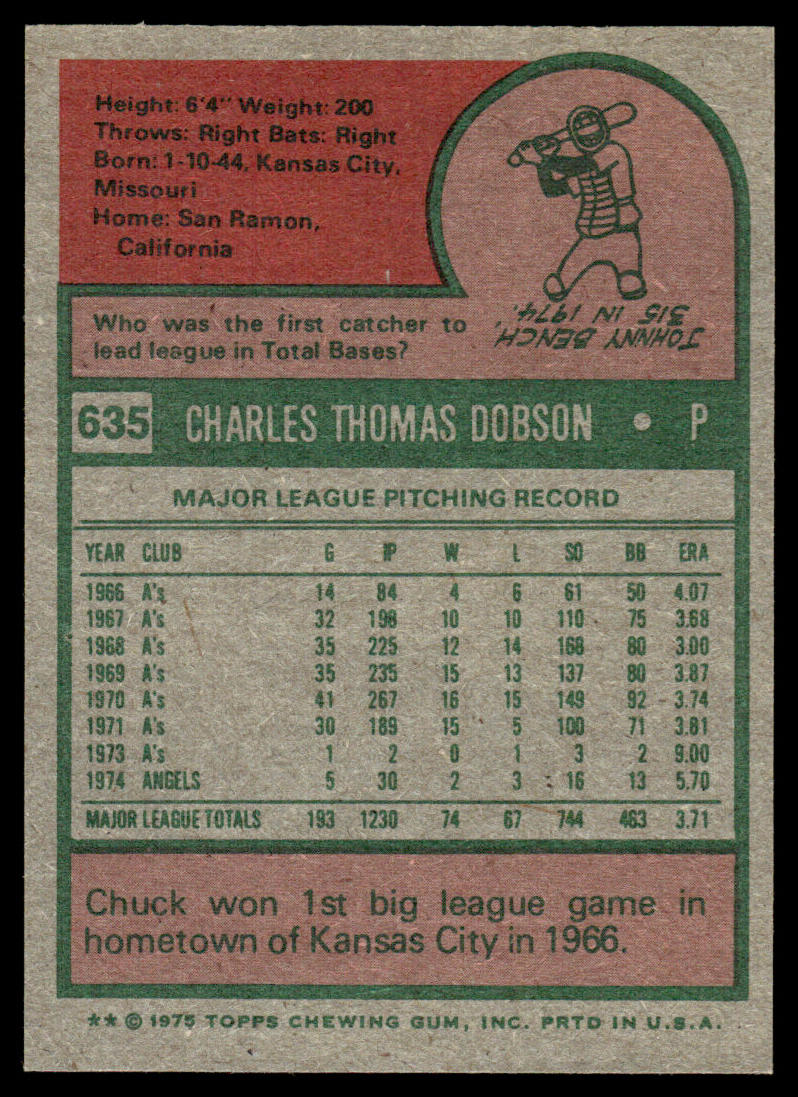 Height: 6'4" Weight: 200
Throws: Right Bats: Right
Born: 1-10-44, Kansas City,
Missouri
Home: San Ramon,
California
Who was the first catcher to
lead league in Total Bases?
JOHNNY BENCH,
315 IN 1974.
635 CHARLES THOMAS DOBSON • P
MAJOR LEAGUE PITCHING RECORD
YEAR CLUB G IP W L SO BB ERA
1966 A's 14 84 4 6 61 50 4.07
1967 A's 32 198 10 10 110 75 3.68
1968 A's 35 225 12 14 168 80 3.00
1969 A's 35 235 15 13 137 80 3.87
1970 A's 41 267 16 15 149 92 3.74
1971 A's 30 189 15 5 100 71 3.81
1973 A's 1 2 0 1 3 2 9.00
1974 ANGELS 5 30 2 3 16 13 5.70
MAJOR LEAGUE TOTALS 193 1230 74 67 744 463 3.71
Chuck won 1st big league game in
hometown of Kansas City in 1966.
** © 1975 TOPPS CHEWING GUM, INC. PRTD IN U.S.A.